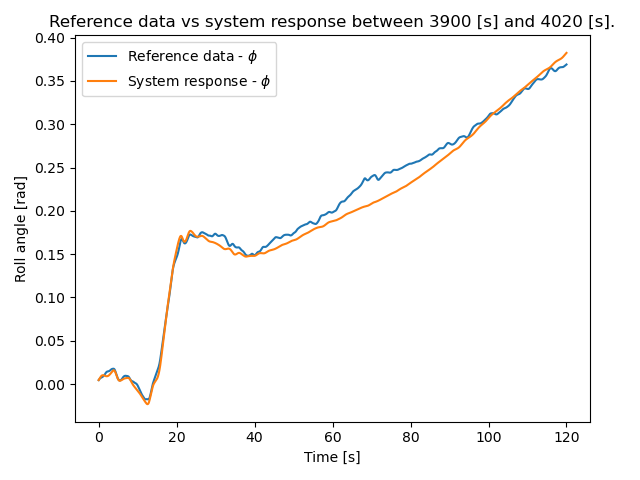 Reference data vs system response between 3900 [s] and 4020 [s].
Reference data - ϕ
System response - ϕ
Roll angle [rad]
0.40
0.35
0.30
0.25
0.20
0.15
0.10
0.05
0.00
0 20 40 60 80 100 120
Time [s]